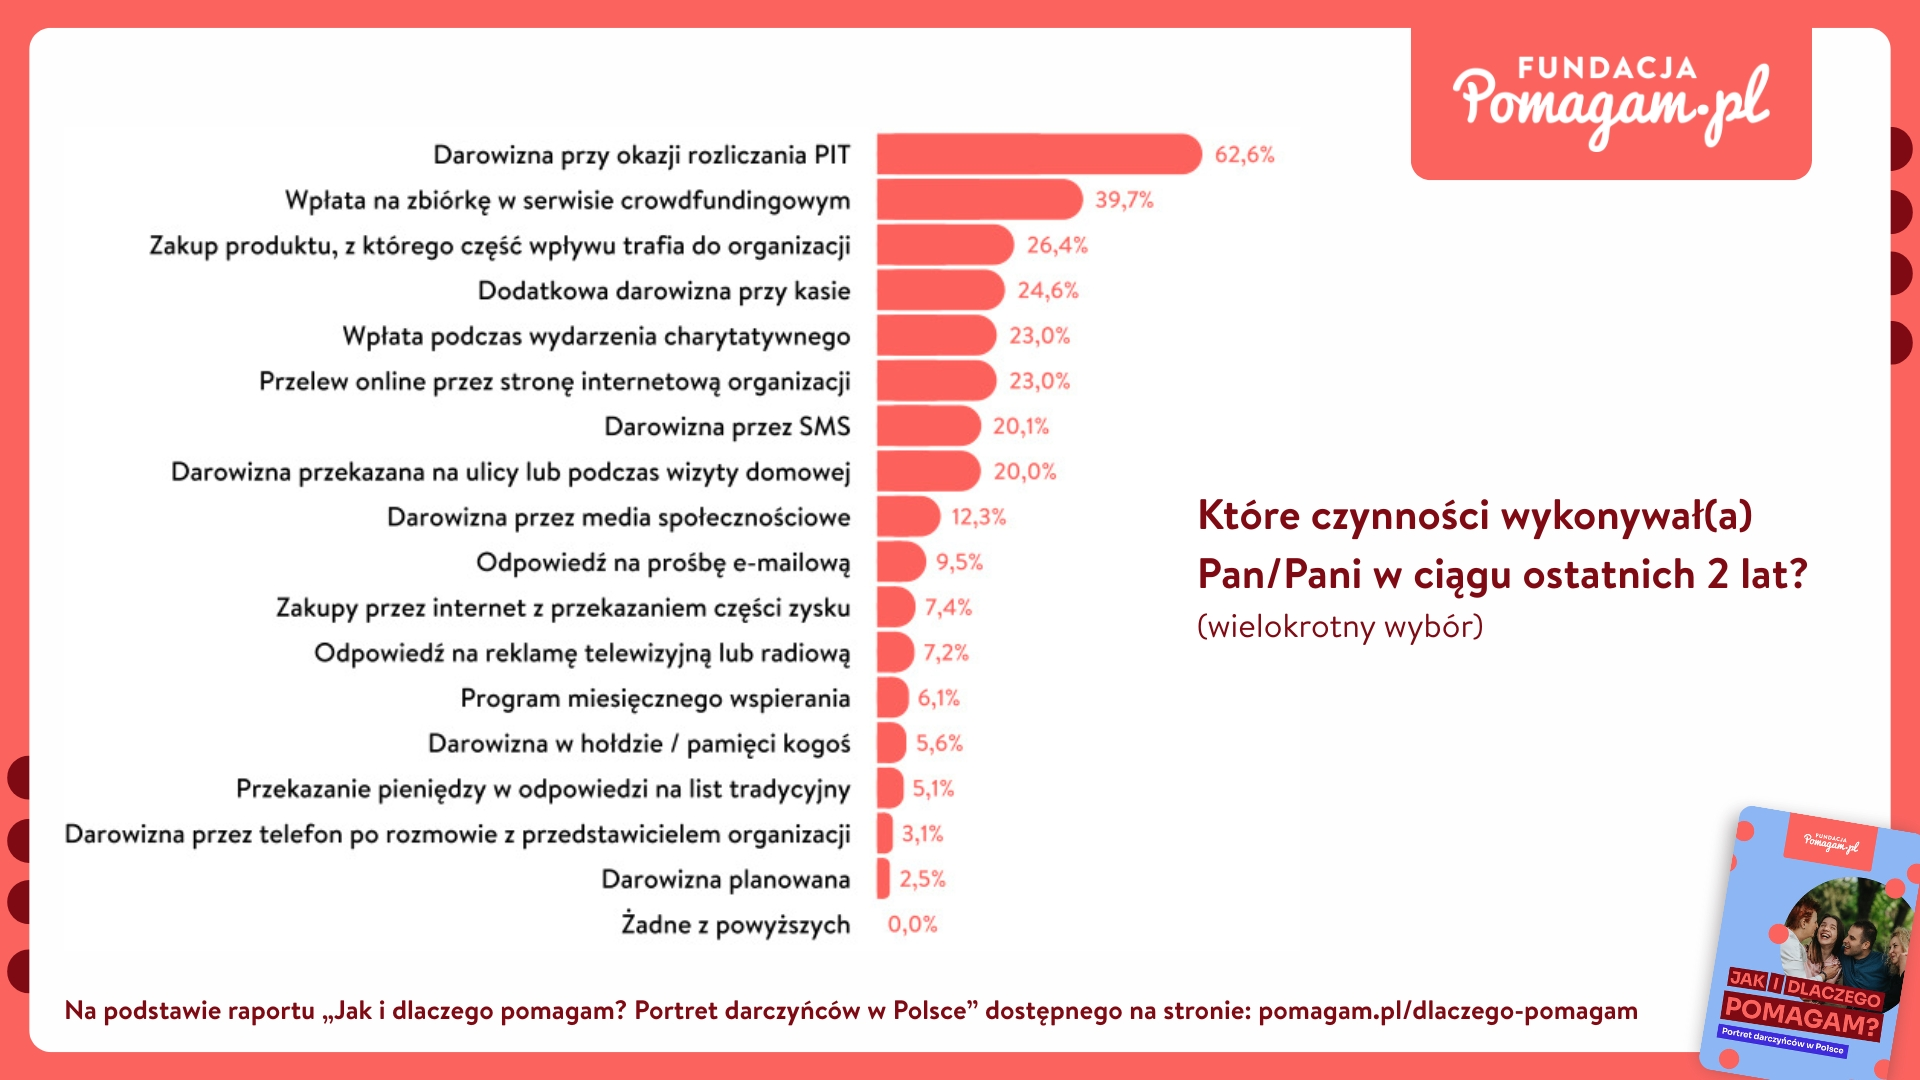 FUNDACJA
Pomagam.pl
Darowizna przy okazji rozliczania PIT 62,6%
Wpłata na zbiórkę w serwisie crowdfundingowym 39,7%
Zakup produktu, z którego część wpływu trafia do organizacji 26,4%
Dodatkowa darowizna przy kasie 24,6%
Wpłata podczas wydarzenia charytatywnego 23,0%
Przelew online przez stronę internetową organizacji 23,0%
Darowizna przez SMS 20,1%
Darowizna przekazana na ulicy lub podczas wizyty domowej 20,0%
Darowizna przez media społecznościowe 12,3%
Odpowiedź na prośbę e-mailową 9,5%
Zakupy przez internet z przekazaniem części zysku 7,4%
Odpowiedź na reklamę telewizyjną lub radiową 7,2%
Program miesięcznego wspierania 6,1%
Darowizna w hołdzie / pamięci kogoś 5,6%
Przekazanie pieniędzy w odpowiedzi na list tradycyjny 5,1%
Darowizna przez telefon po rozmowie z przedstawicielem organizacji 3,1%
Darowizna planowana 2,5%
Żadne z powyższych 0,0%
Które czynności wykonywał(a)
Pan/Pani w ciągu ostatnich 2 lat?
(wielokrotny wybór)
Na podstawie raportu „Jak i dlaczego pomagam? Portret darczyńców w Polsce” dostępnego na stronie: pomagam.pl/dlaczego-pomagam
FUNDACJA
Pomagam.pl
JAK I DLACZEGO
POMAGAM?
Portret darczyńców w Polsce